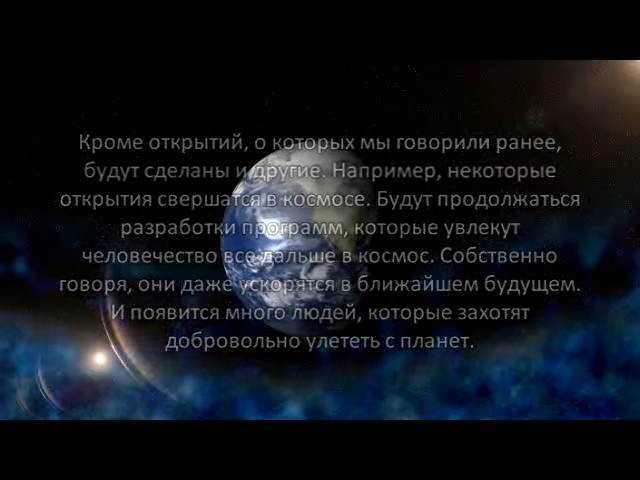 Кроме открытий, о которых мы говорили ранее,
будут сделаны и другие. Например, некоторые
открытия свершатся в космосе. Будут продолжаться
разработки программ, которые увлекут
человечество все дальше в космос. Собственно
говоря, они даже ускорятся в ближайшем будущем.
И появится много людей, которые захотят
добровольно улететь с планет.